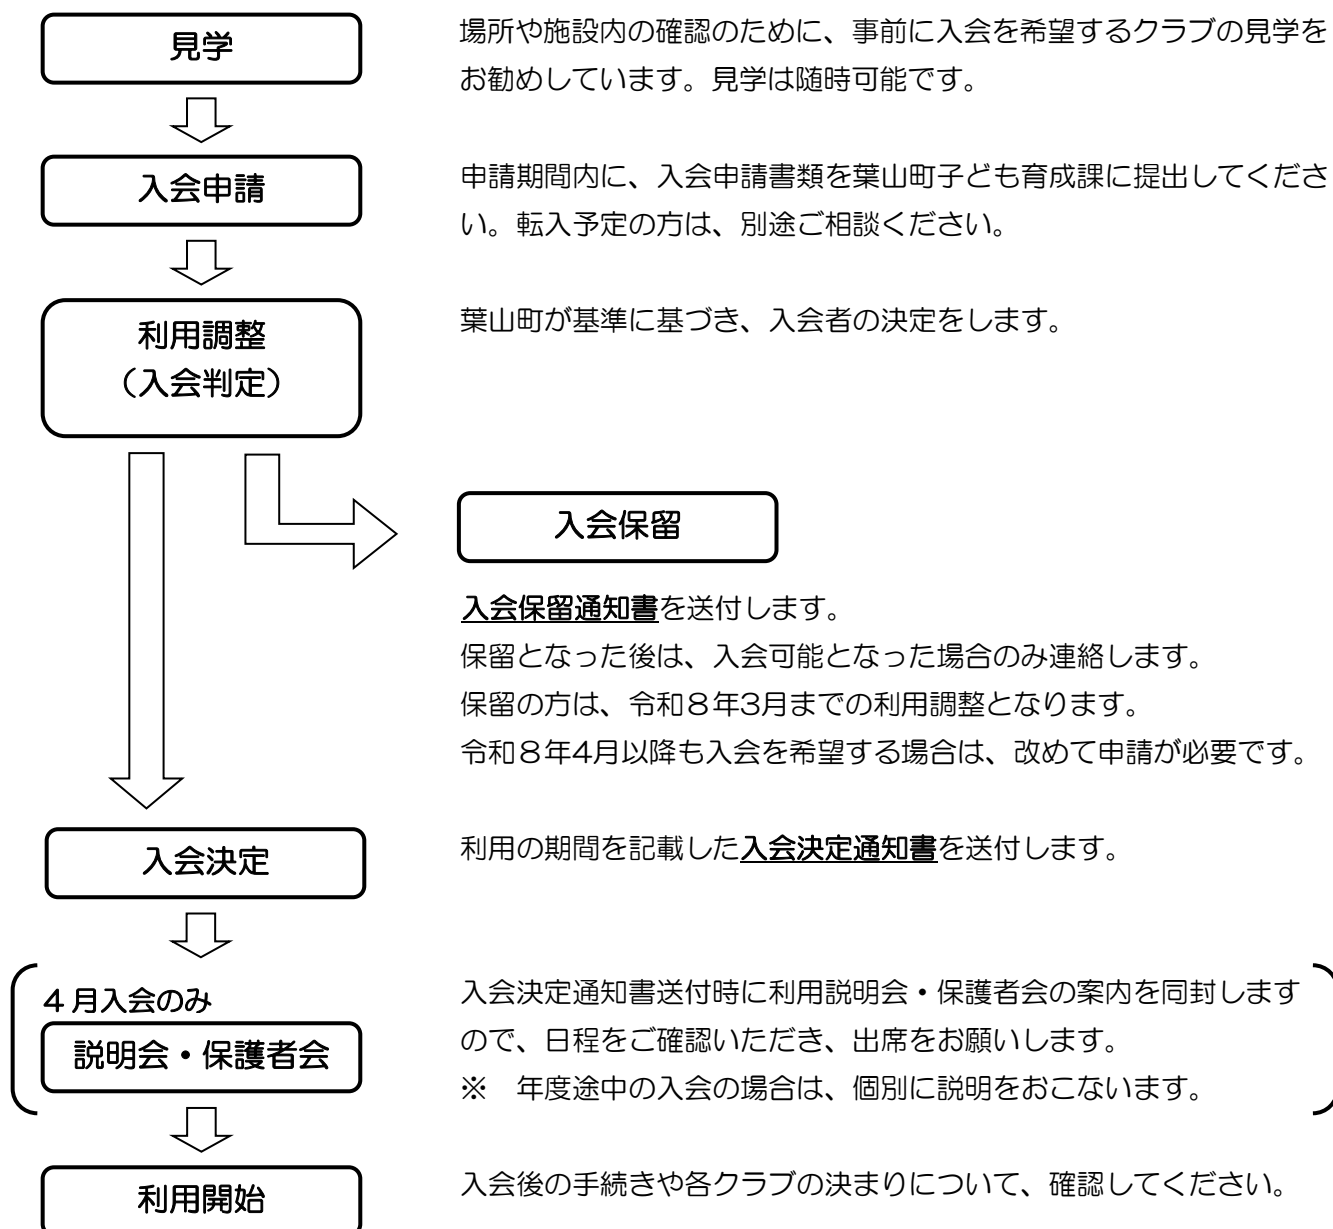 見学
場所や施設内の確認のために、事前に入会を希望するクラブの見学を
お勧めしています。見学は随時可能です。
入会申請
申請期間内に、入会申請書類を葉山町子ども育成課に提出してくださ
い。転入予定の方は、別途ご相談ください。
利用調整
（入会判定）
葉山町が基準に基づき、入会者の決定をします。
入会保留
入会保留通知書を送付します。
保留となった後は、入会可能となった場合のみ連絡します。
保留の方は、令和８年3月までの利用調整となります。
令和８年4月以降も入会を希望する場合は、改めて申請が必要です。
入会決定
利用の期間を記載した入会決定通知書を送付します。
４月入会のみ
説明会・保護者会
入会決定通知書送付時に利用説明会・保護者会の案内を同封します
ので、日程をご確認いただき、出席をお願いします。
※　年度途中の入会の場合は、個別に説明をおこないます。
利用開始
入会後の手続きや各クラブの決まりについて、確認してください。